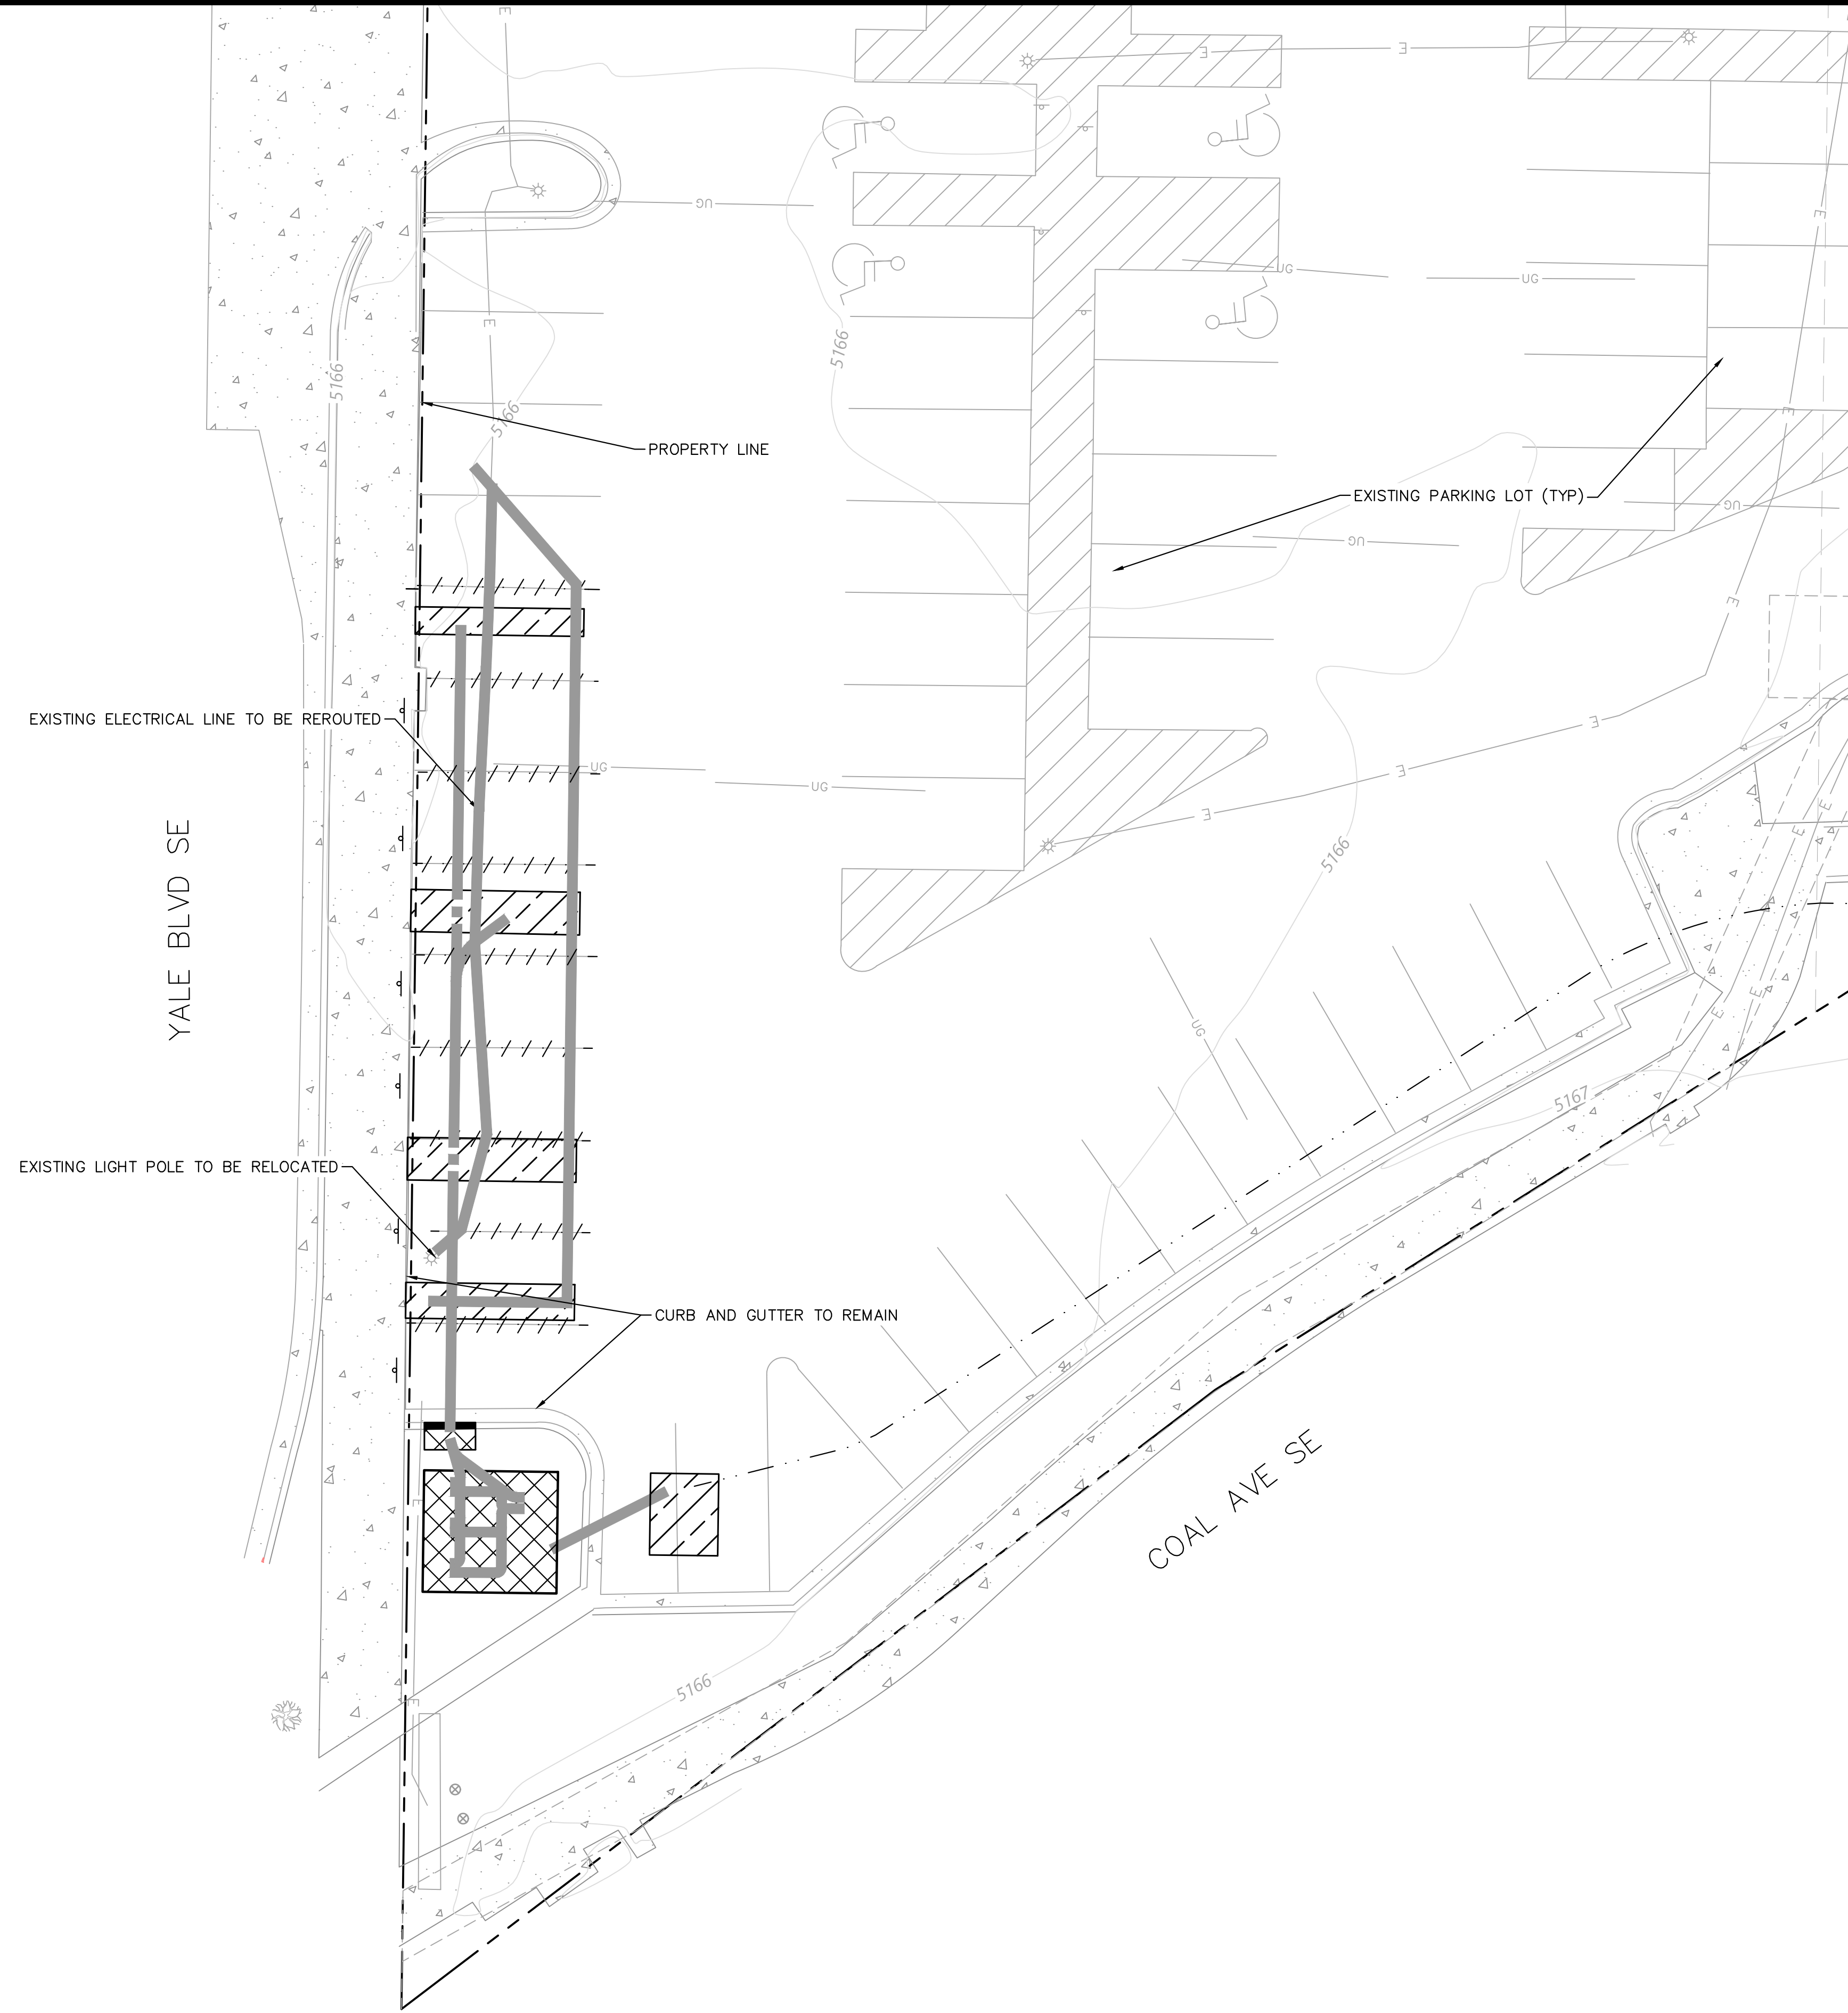 E
E
E
UG
E
UG
UG
5166
5166
5166
PROPERTY LINE
EXISTING PARKING LOT (TYP)
UG
UG
E
E
E
E
EXISTING ELECTRICAL LINE TO BE REROUTED
UG
UG
E
E
E
5166
YALE BLVD SE
E
E
E
E
UG
5167
EXISTING LIGHT POLE TO BE RELOCATED
CURB AND GUTTER TO REMAIN
COAL AVE SE
E
5166
E